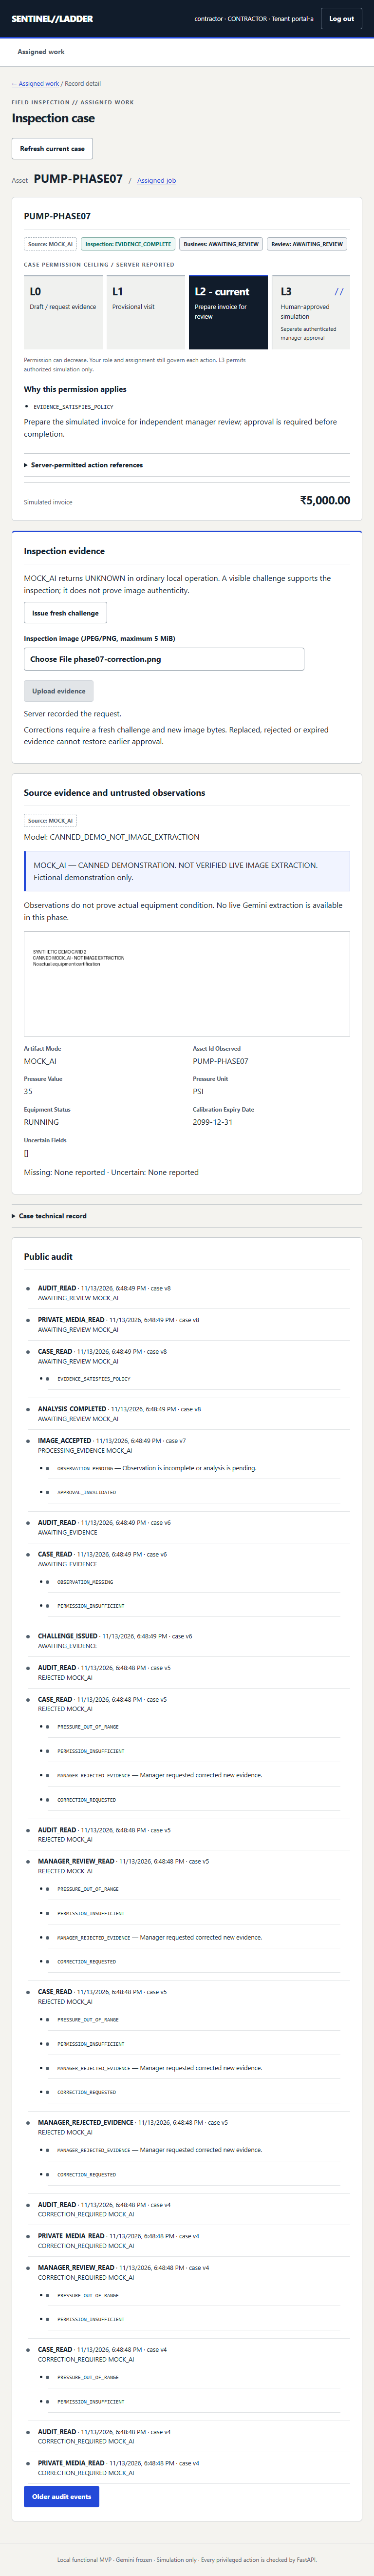 SENTINEL//LADDER
contractor · CONTRACTOR · Tenant portal-a
Log out
Assigned work
← Assigned work / Record detail
FIELD INSPECTION // ASSIGNED WORK
Inspection case
Refresh current case
Asset PUMP-PHASE07 / Assigned job
PUMP-PHASE07
Source: MOCK_AI
Inspection: EVIDENCE_COMPLETE
Business: AWAITING_REVIEW
Review: AWAITING_REVIEW
CASE PERMISSION CEILING / SERVER REPORTED
L0
Draft / request evidence
L1
Provisional visit
L2 - current
Prepare invoice for
review
L3 //
Human-approved
simulation
Separate authenticated
manager approval
Permission can decrease. Your role and assignment still govern each action. L3 permits
authorized simulation only.
Why this permission applies
• EVIDENCE_SATISFIES_POLICY
Prepare the simulated invoice for independent manager review; approval is required before
completion.
▶ Server-permitted action references
Simulated invoice
₹5,000.00
Inspection evidence
MOCK_AI returns UNKNOWN in ordinary local operation. A visible challenge supports the
inspection; it does not prove image authenticity.
Issue fresh challenge
Inspection image (JPEG/PNG, maximum 5 MiB)
Choose File phase07-correction.png
Upload evidence
Server recorded the request.
Corrections require a fresh challenge and new image bytes. Replaced, rejected or expired
evidence cannot restore earlier approval.
Source evidence and untrusted observations
Source: MOCK_AI
Model: CANNED_DEMO_NOT_IMAGE_EXTRACTION
MOCK_AI — CANNED DEMONSTRATION. NOT VERIFIED LIVE IMAGE EXTRACTION.
Fictional demonstration only.
Observations do not prove actual equipment condition. No live Gemini extraction is available
in this phase.
SYNTHETIC DEMO CARD 2
CANNED MOCK_AI - NOT IMAGE EXTRACTION
No actual equipment certification
Artifact Mode
MOCK_AI
Asset Id Observed
PUMP-PHASE07
Pressure Value
35
Pressure Unit
PSI
Equipment Status
RUNNING
Calibration Expiry Date
2099-12-31
Uncertain Fields
[]
Missing: None reported · Uncertain: None reported
▶ Case technical record
Public audit
AUDIT_READ · 11/13/2026, 6:48:49 PM · case v8
AWAITING_REVIEW MOCK_AI
PRIVATE_MEDIA_READ · 11/13/2026, 6:48:49 PM · case v8
AWAITING_REVIEW MOCK_AI
CASE_READ · 11/13/2026, 6:48:49 PM · case v8
AWAITING_REVIEW MOCK_AI
EVIDENCE_SATISFIES_POLICY
ANALYSIS_COMPLETED · 11/13/2026, 6:48:49 PM · case v8
AWAITING_REVIEW MOCK_AI
IMAGE_ACCEPTED · 11/13/2026, 6:48:49 PM · case v7
PROCESSING_EVIDENCE MOCK_AI
OBSERVATION_PENDING — Observation is incomplete or analysis is pending.
APPROVAL_INVALIDATED
AUDIT_READ · 11/13/2026, 6:48:49 PM · case v6
AWAITING_EVIDENCE
CASE_READ · 11/13/2026, 6:48:49 PM · case v6
AWAITING_EVIDENCE
OBSERVATION_MISSING
PERMISSION_INSUFFICIENT
CHALLENGE_ISSUED · 11/13/2026, 6:48:49 PM · case v6
AWAITING_EVIDENCE
AUDIT_READ · 11/13/2026, 6:48:48 PM · case v5
REJECTED MOCK_AI
CASE_READ · 11/13/2026, 6:48:48 PM · case v5
REJECTED MOCK_AI
PRESSURE_OUT_OF_RANGE
PERMISSION_INSUFFICIENT
MANAGER_REJECTED_EVIDENCE — Manager requested corrected new evidence.
CORRECTION_REQUESTED
AUDIT_READ · 11/13/2026, 6:48:48 PM · case v5
REJECTED MOCK_AI
MANAGER_REVIEW_READ · 11/13/2026, 6:48:48 PM · case v5
REJECTED MOCK_AI
PRESSURE_OUT_OF_RANGE
PERMISSION_INSUFFICIENT
MANAGER_REJECTED_EVIDENCE — Manager requested corrected new evidence.
CORRECTION_REQUESTED
CASE_READ · 11/13/2026, 6:48:48 PM · case v5
REJECTED MOCK_AI
PRESSURE_OUT_OF_RANGE
PERMISSION_INSUFFICIENT
MANAGER_REJECTED_EVIDENCE — Manager requested corrected new evidence.
CORRECTION_REQUESTED
MANAGER_REJECTED_EVIDENCE · 11/13/2026, 6:48:48 PM · case v5
REJECTED MOCK_AI
MANAGER_REJECTED_EVIDENCE — Manager requested corrected new evidence.
CORRECTION_REQUESTED
AUDIT_READ · 11/13/2026, 6:48:48 PM · case v4
CORRECTION_REQUIRED MOCK_AI
PRIVATE_MEDIA_READ · 11/13/2026, 6:48:48 PM · case v4
CORRECTION_REQUIRED MOCK_AI
MANAGER_REVIEW_READ · 11/13/2026, 6:48:48 PM · case v4
CORRECTION_REQUIRED MOCK_AI
PRESSURE_OUT_OF_RANGE
PERMISSION_INSUFFICIENT
CASE_READ · 11/13/2026, 6:48:48 PM · case v4
CORRECTION_REQUIRED MOCK_AI
PRESSURE_OUT_OF_RANGE
PERMISSION_INSUFFICIENT
AUDIT_READ · 11/13/2026, 6:48:48 PM · case v4
CORRECTION_REQUIRED MOCK_AI
PRIVATE_MEDIA_READ · 11/13/2026, 6:48:48 PM · case v4
CORRECTION_REQUIRED MOCK_AI
Older audit events
Local functional MVP · Gemini frozen · Simulation only · Every privileged action is checked by FastAPI.